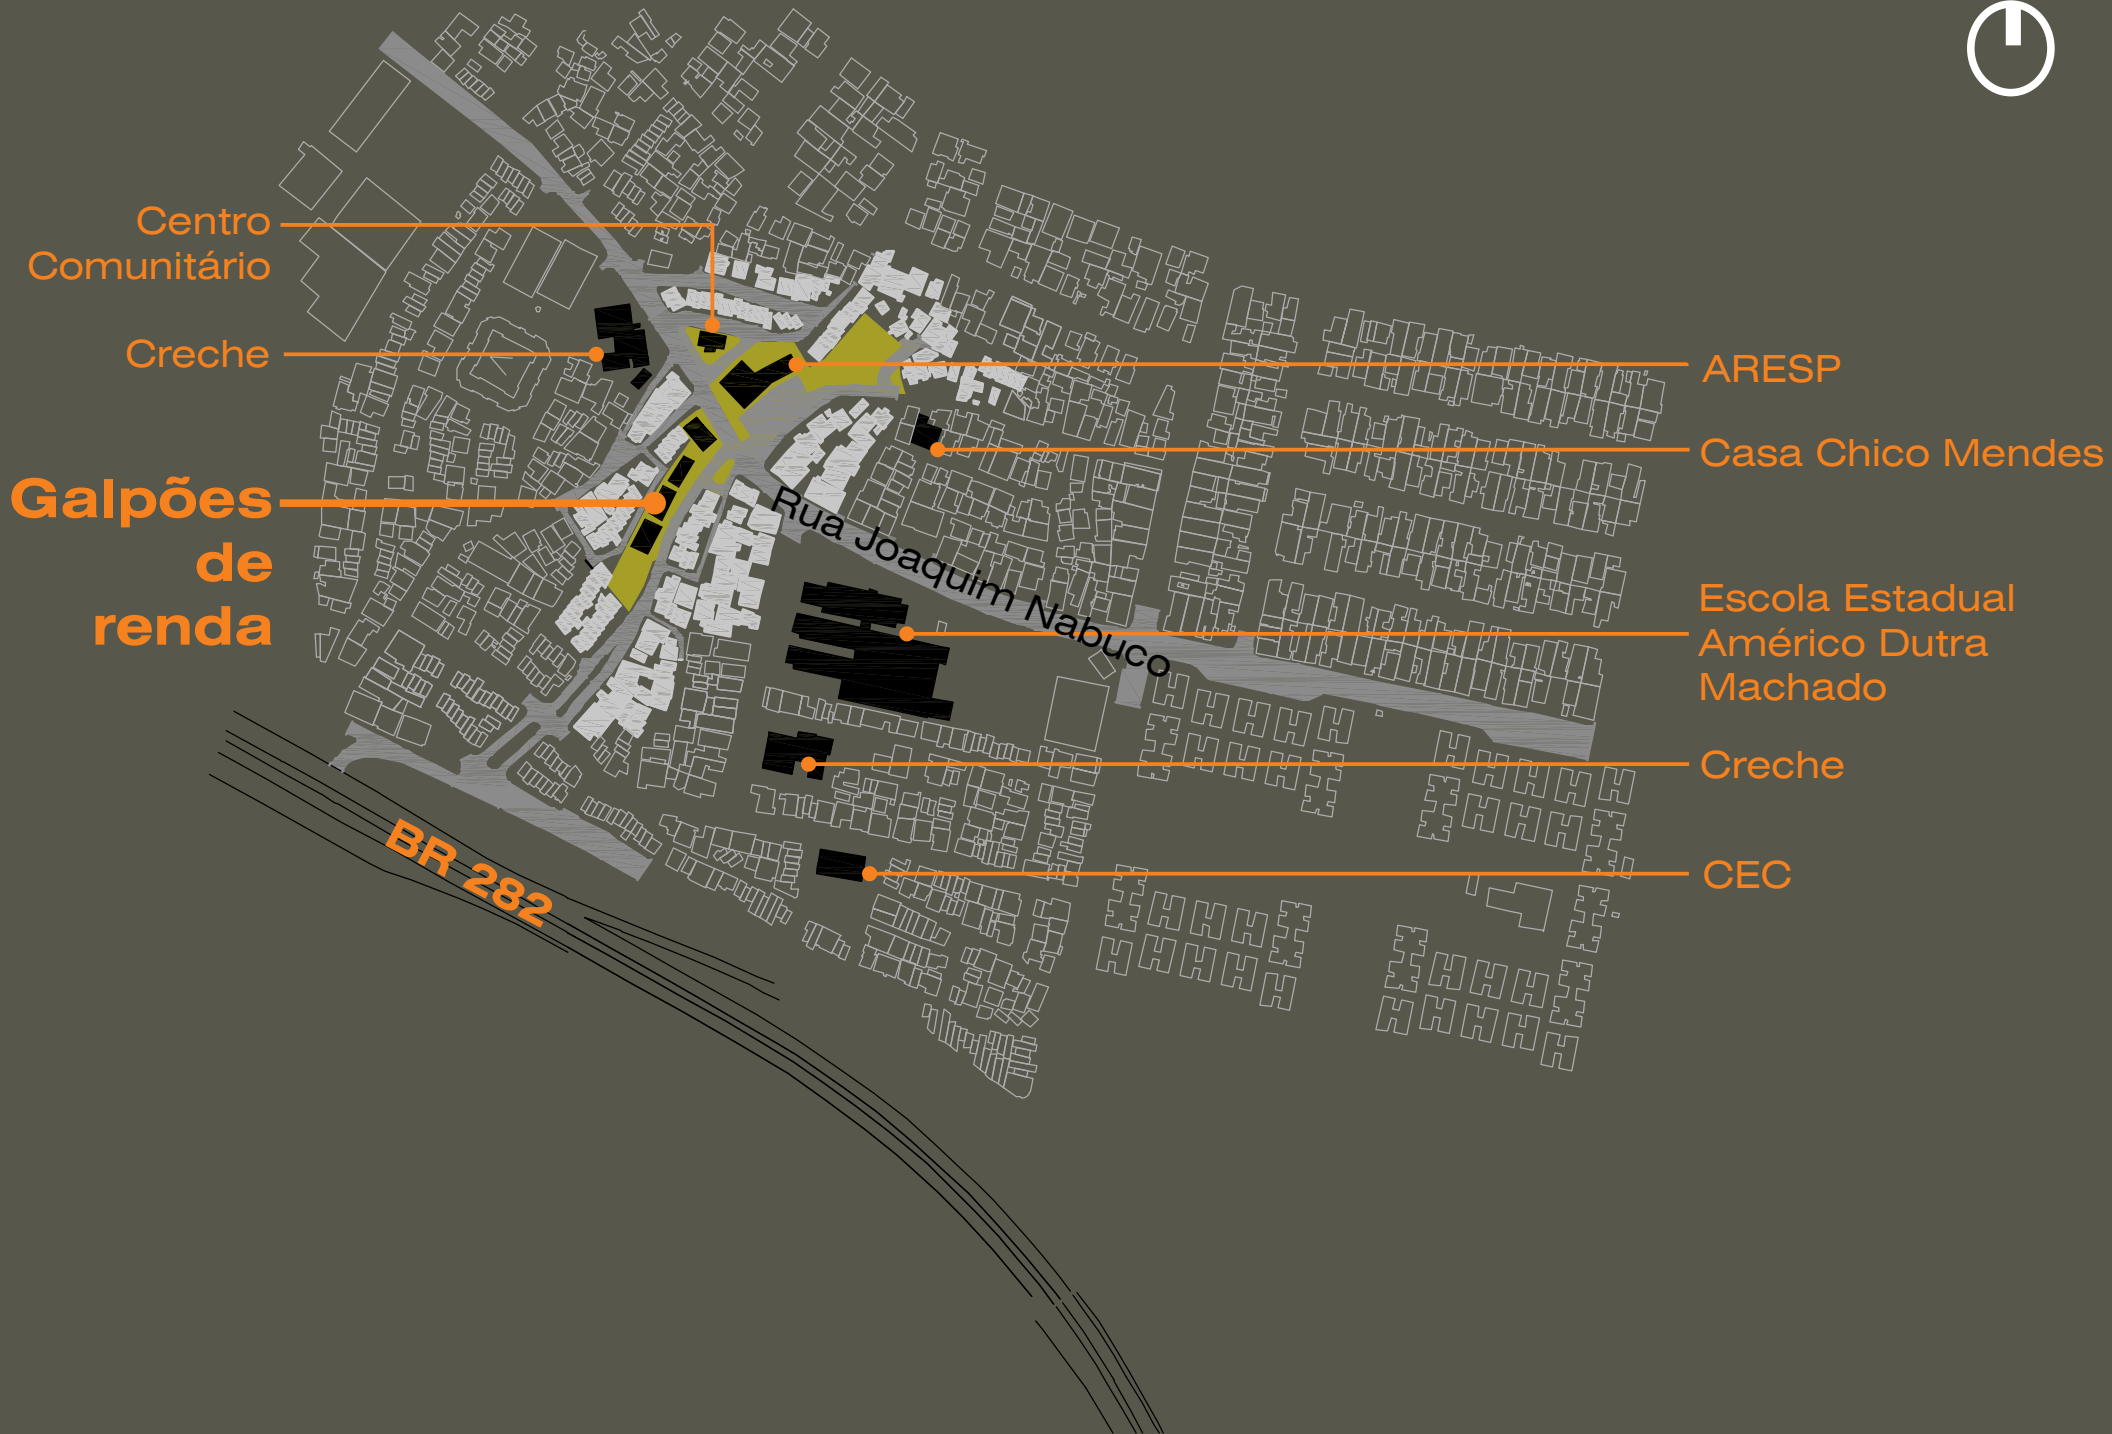 Centro
Comunitário
Creche
Galpões
de
renda
ARESP
Casa Chico Mendes
Rua Joaquim Nabuco
Escola Estadual
Américo Dutra
Machado
Creche
CEC
BR 282